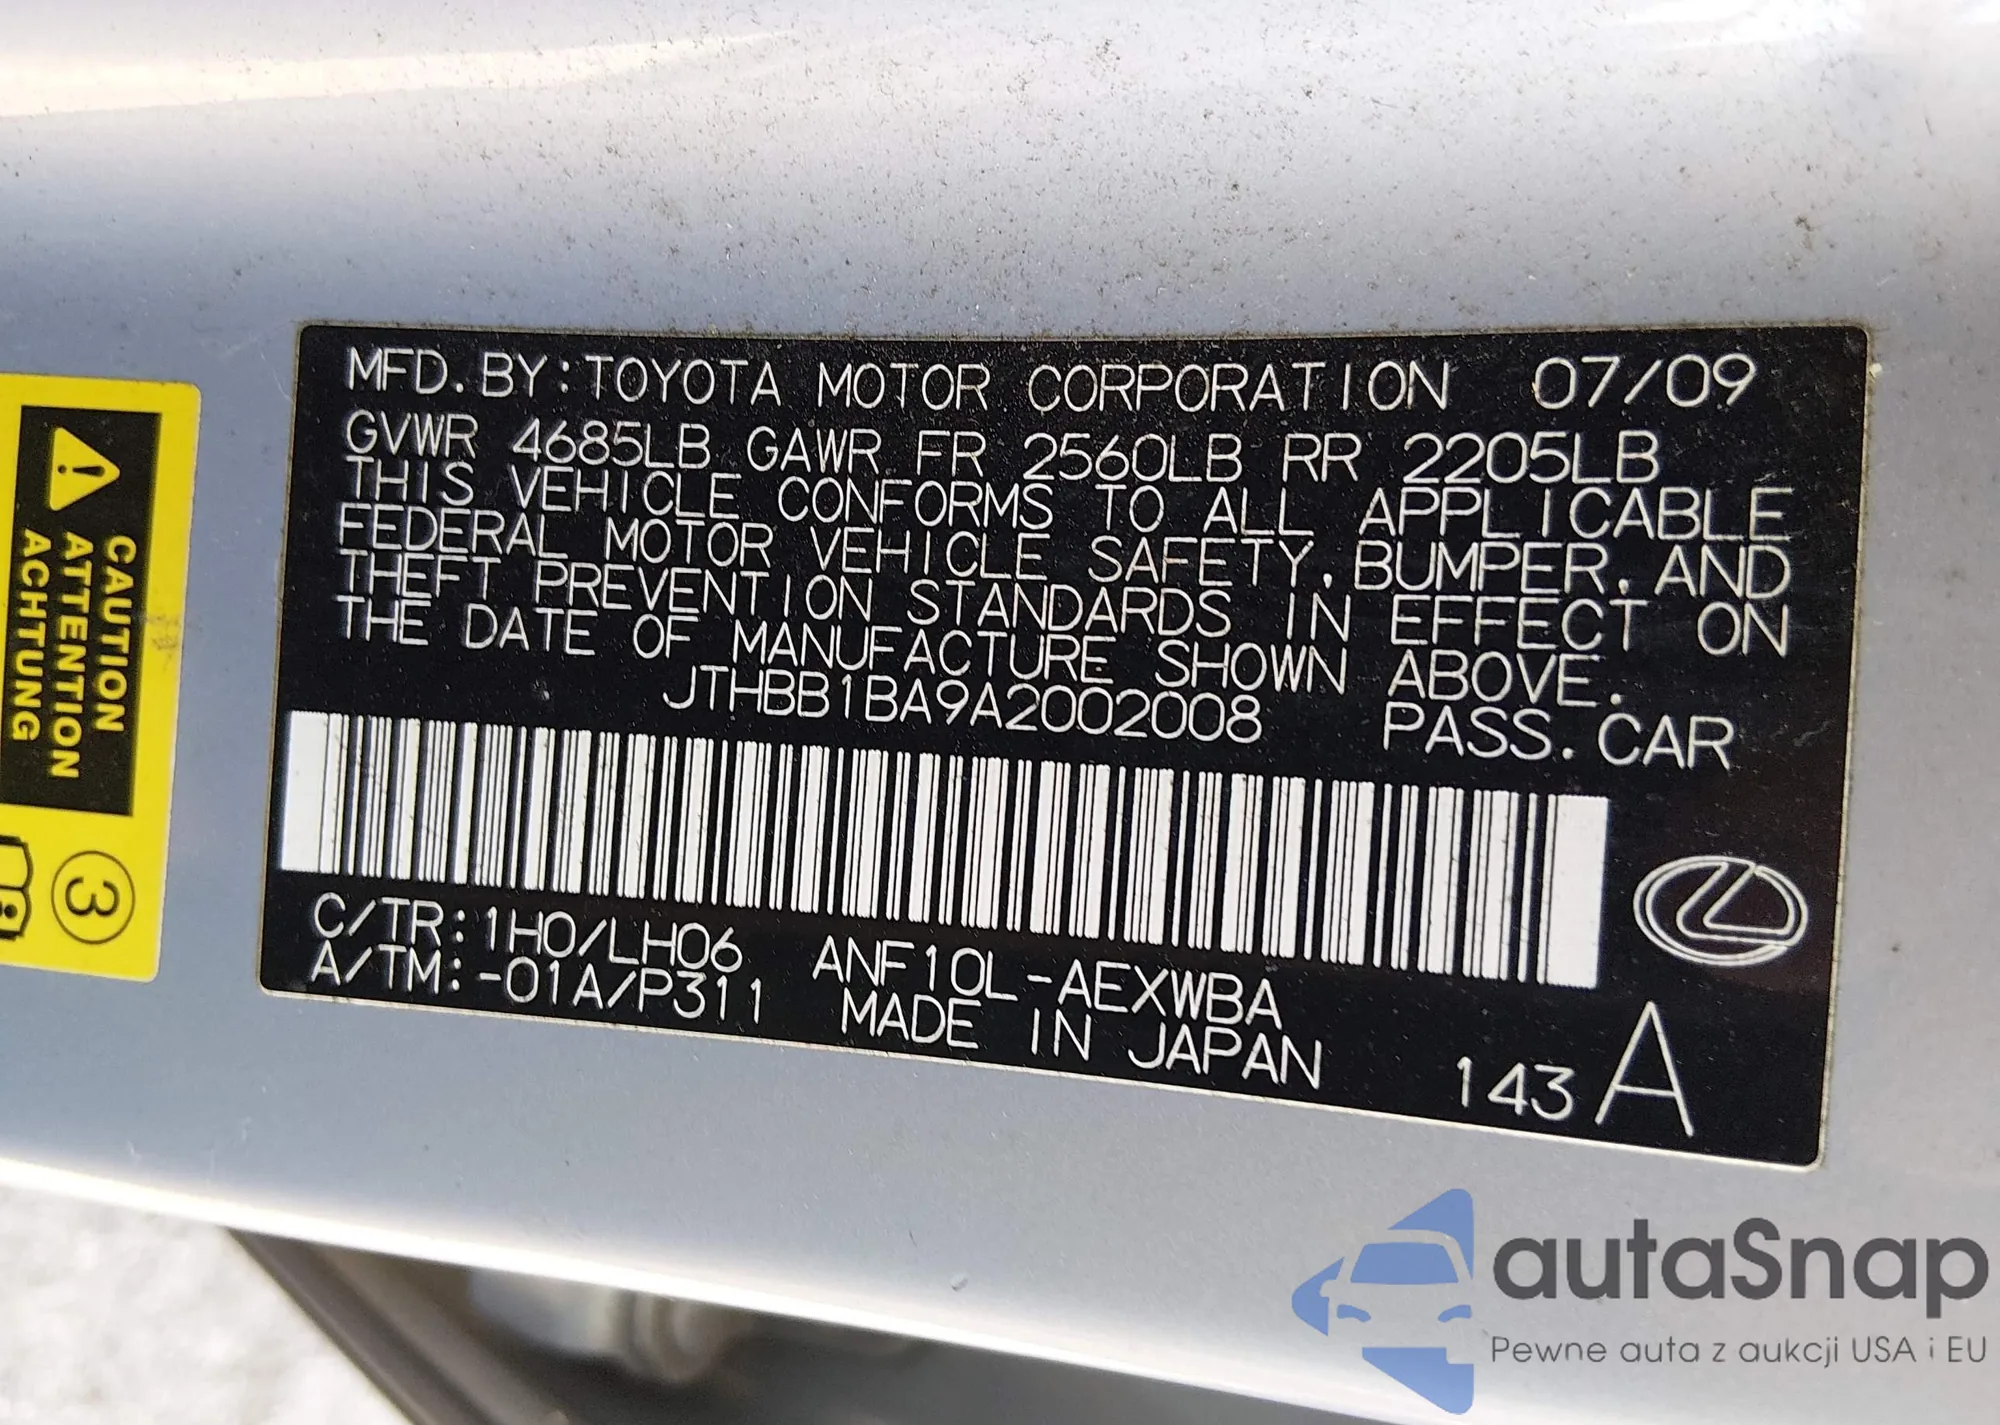 MFD. BY: TOYOTA MOTOR CORPORATION 07/09
GVWR 4685LB GAWR FR 2560LB RR 2205LB
THIS VEHICLE CONFORMS TO ALL APPLICABLE
FEDERAL MOTOR VEHICLE SAFETY, BUMPER, AND
THEFT PREVENTION STANDARDS IN EFFECT ON
THE DATE OF MANUFACTURE SHOWN ABOVE.
JTHBB1BA9A2002008 PASS. CAR
C/TR: 1H0/LH06 ANF10L-AEXWBA
A/TM: -01A/P311 MADE IN JAPAN
143 A
CAUTION
ATTENTION
ACHTUNG
3
autaSnap
Pewne auta z aukcji USA i EU